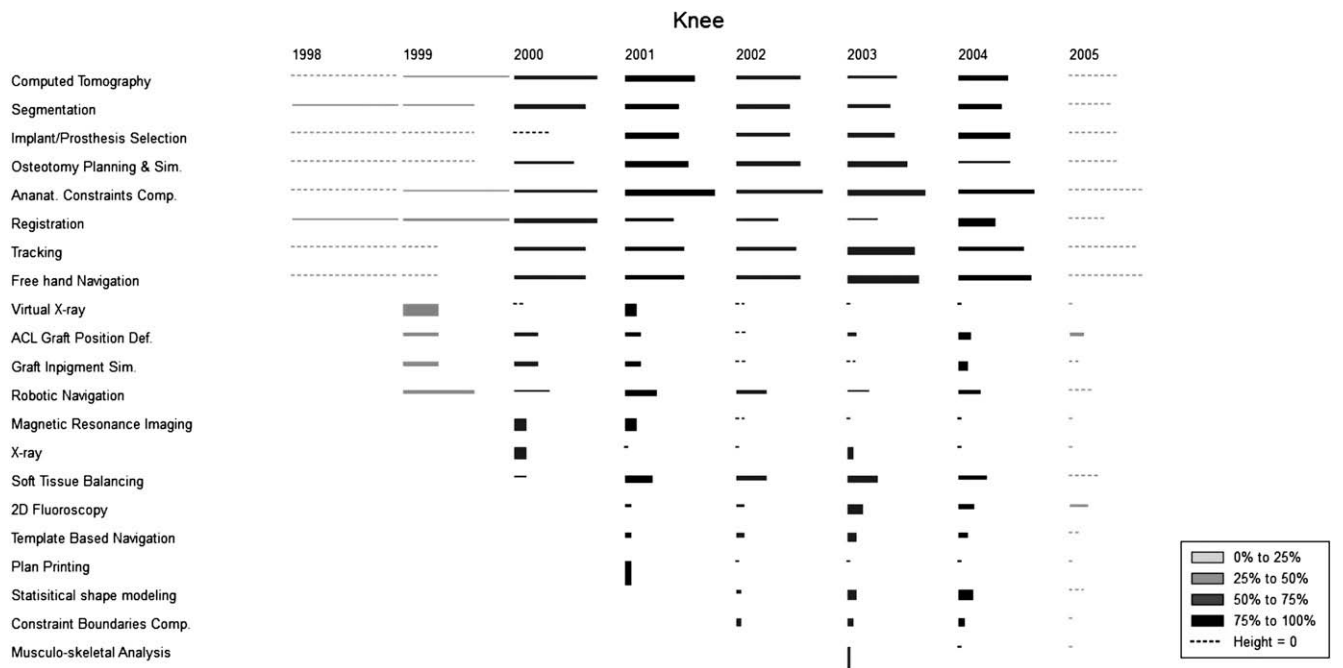 Knee
1998 1999 2000 2001 2002 2003 2004 2005
Computed Tomography
Segmentation
Implant/Prosthesis Selection
Osteotomy Planning & Sim.
Ananat. Constraints Comp.
Registration
Tracking
Free hand Navigation
Virtual X-ray
ACL Graft Position Def.
Graft Inpigment Sim.
Robotic Navigation
Magnetic Resonance Imaging
X-ray
Soft Tissue Balancing
2D Fluoroscopy
Template Based Navigation
Plan Printing
Statisitical shape modeling
Constraint Boundaries Comp.
Musculo-skeletal Analysis
0% to 25%
25% to 50%
50% to 75%
75% to 100%
Height = 0